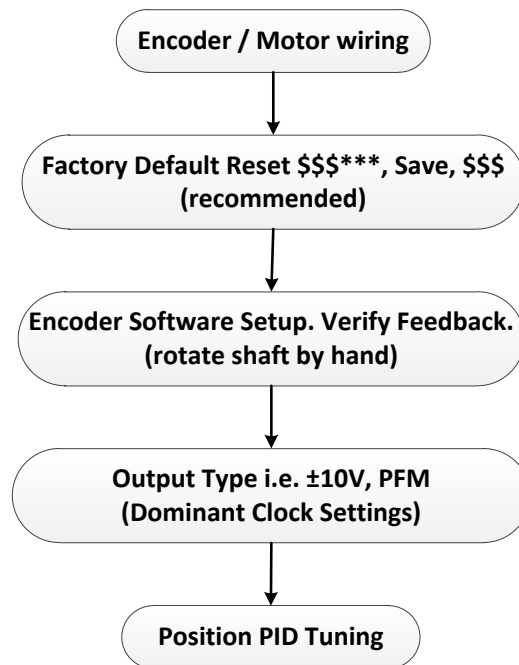 Encoder / Motor wiring
Factory Default Reset $$$***, Save, $$$
(recommended)
Encoder Software Setup. Verify Feedback.
(rotate shaft by hand)
Output Type i.e. ±10V, PFM
(Dominant Clock Settings)
Position PID Tuning